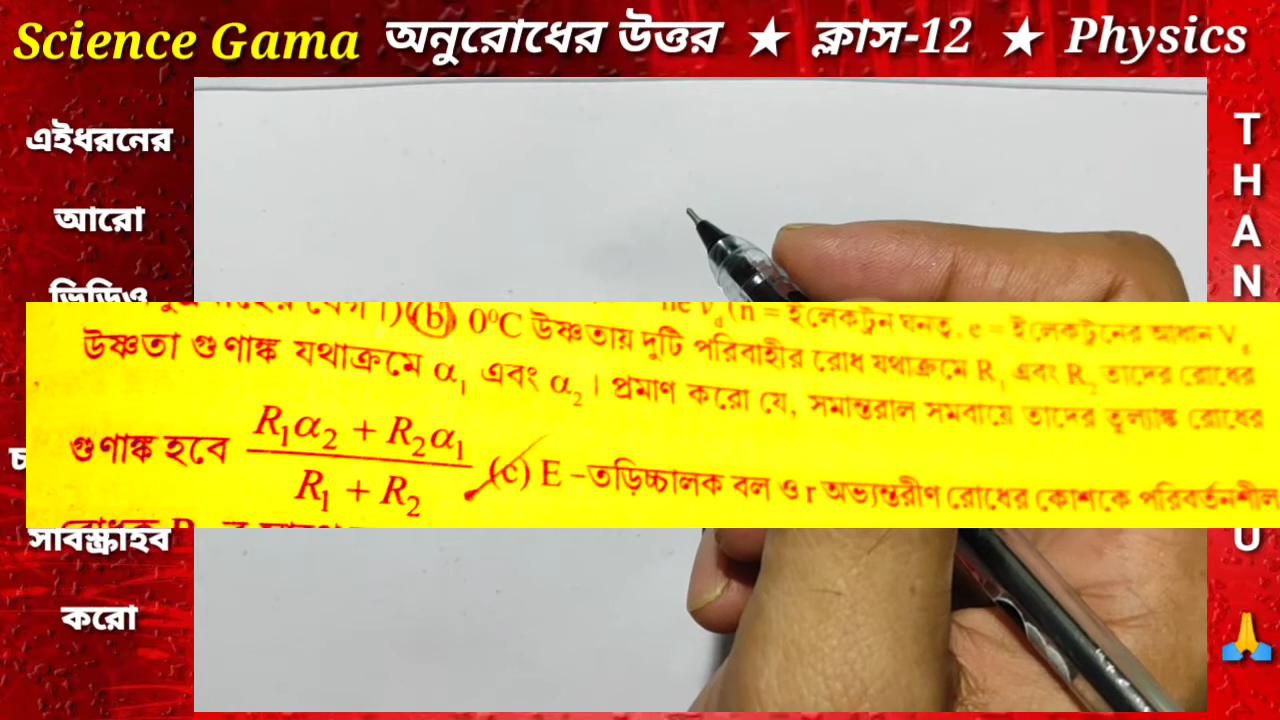 Science Gama অনুরোধের উত্তর ★ ক্লাস-12 ★ Physics
এইধরনের
আরো
ভিডিও
সাবস্ক্রাইব
করো
T
H
A
N
U
🙏
(b) 0⁰C উষ্ণতায় দুটি পরিবাহীর রোধ যথাক্রমে R₁ এবং R₂ তাদের রোধের
উষ্ণতা গুণাঙ্ক যথাক্রমে α₁ এবং α₂ । প্রমাণ করো যে, সমান্তরাল সমবায়ে তাদের তুল্যাঙ্ক রোধের
গুণাঙ্ক হবে (R₁α₂ + R₂α₁)/(R₁ + R₂) (c) E -তড়িচ্চালক বল ও r অভ্যন্তরীণ রোধের কোশকে পরিবর্তনশীল